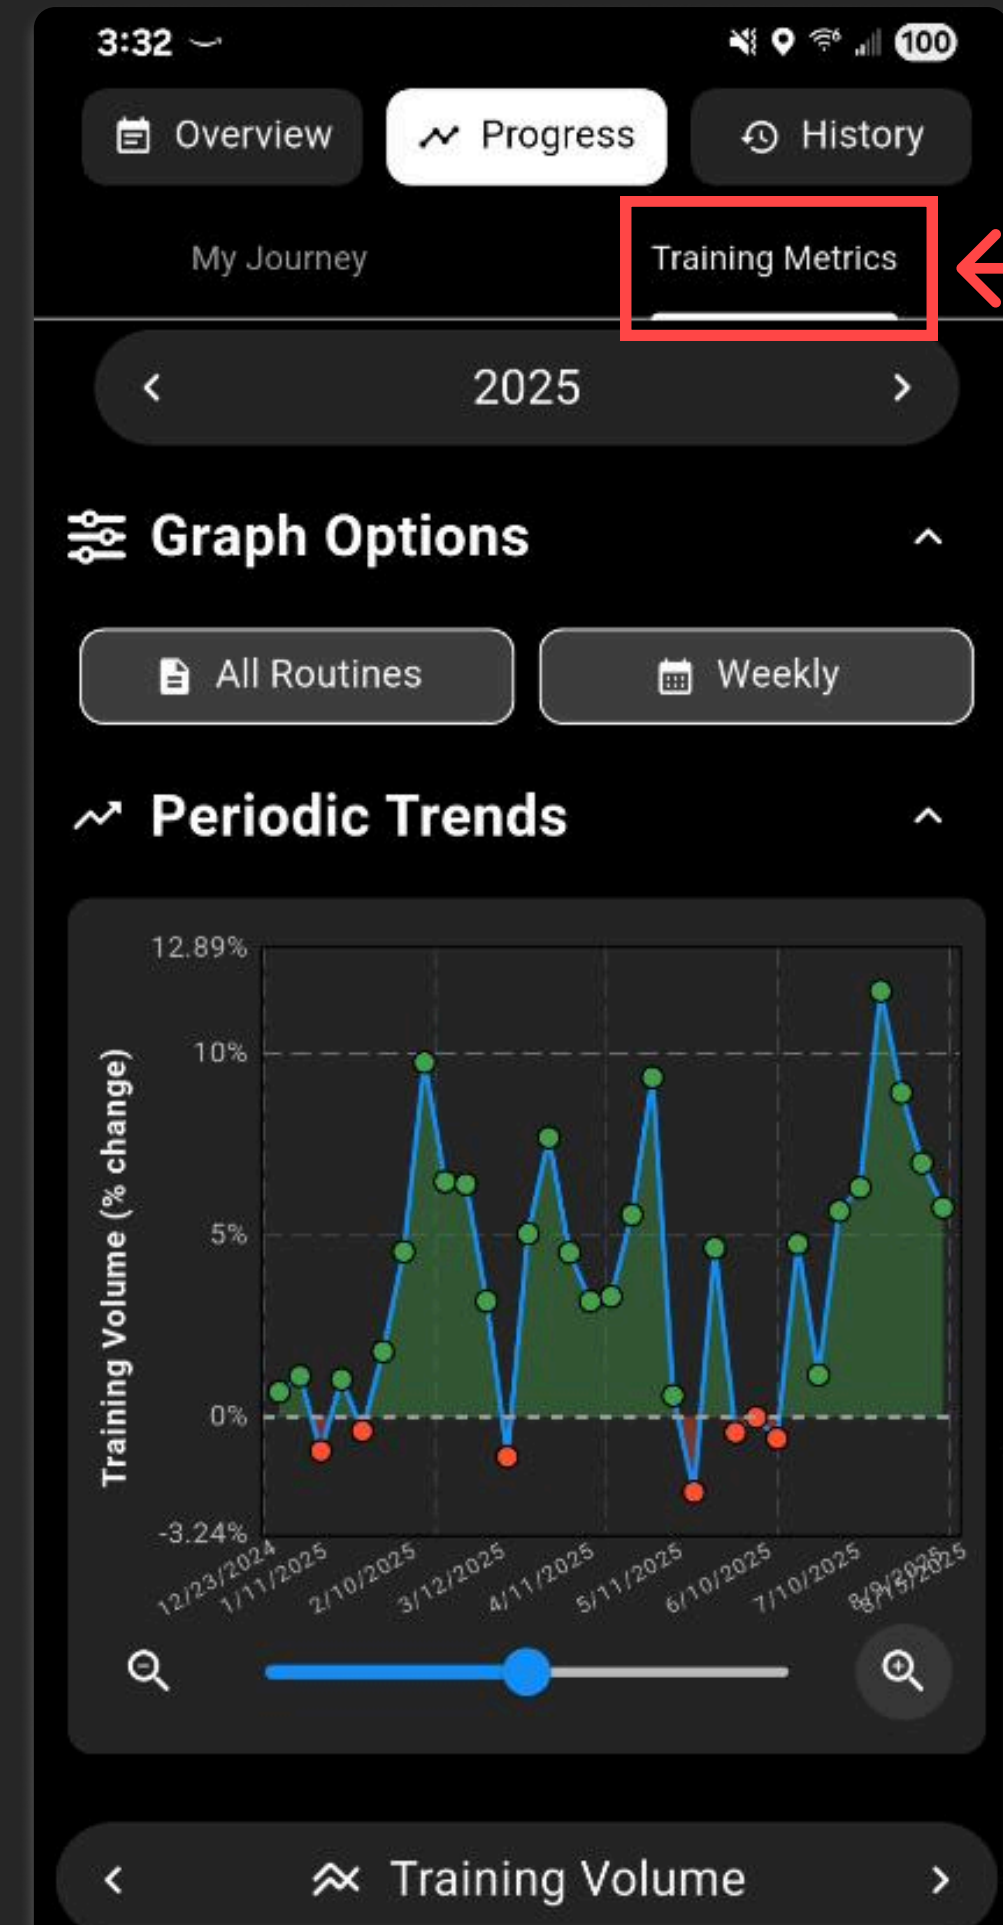 3:32
100
Overview
Progress
History
My Journey
Training Metrics
2025
Graph Options
All Routines
Weekly
Periodic Trends
Training Volume (% change)
12.89%
10%
5%
0%
-3.24%
12/23/2024
1/11/2025
2/10/2025
3/12/2025
4/11/2025
5/11/2025
6/10/2025
7/10/2025
Training Volume